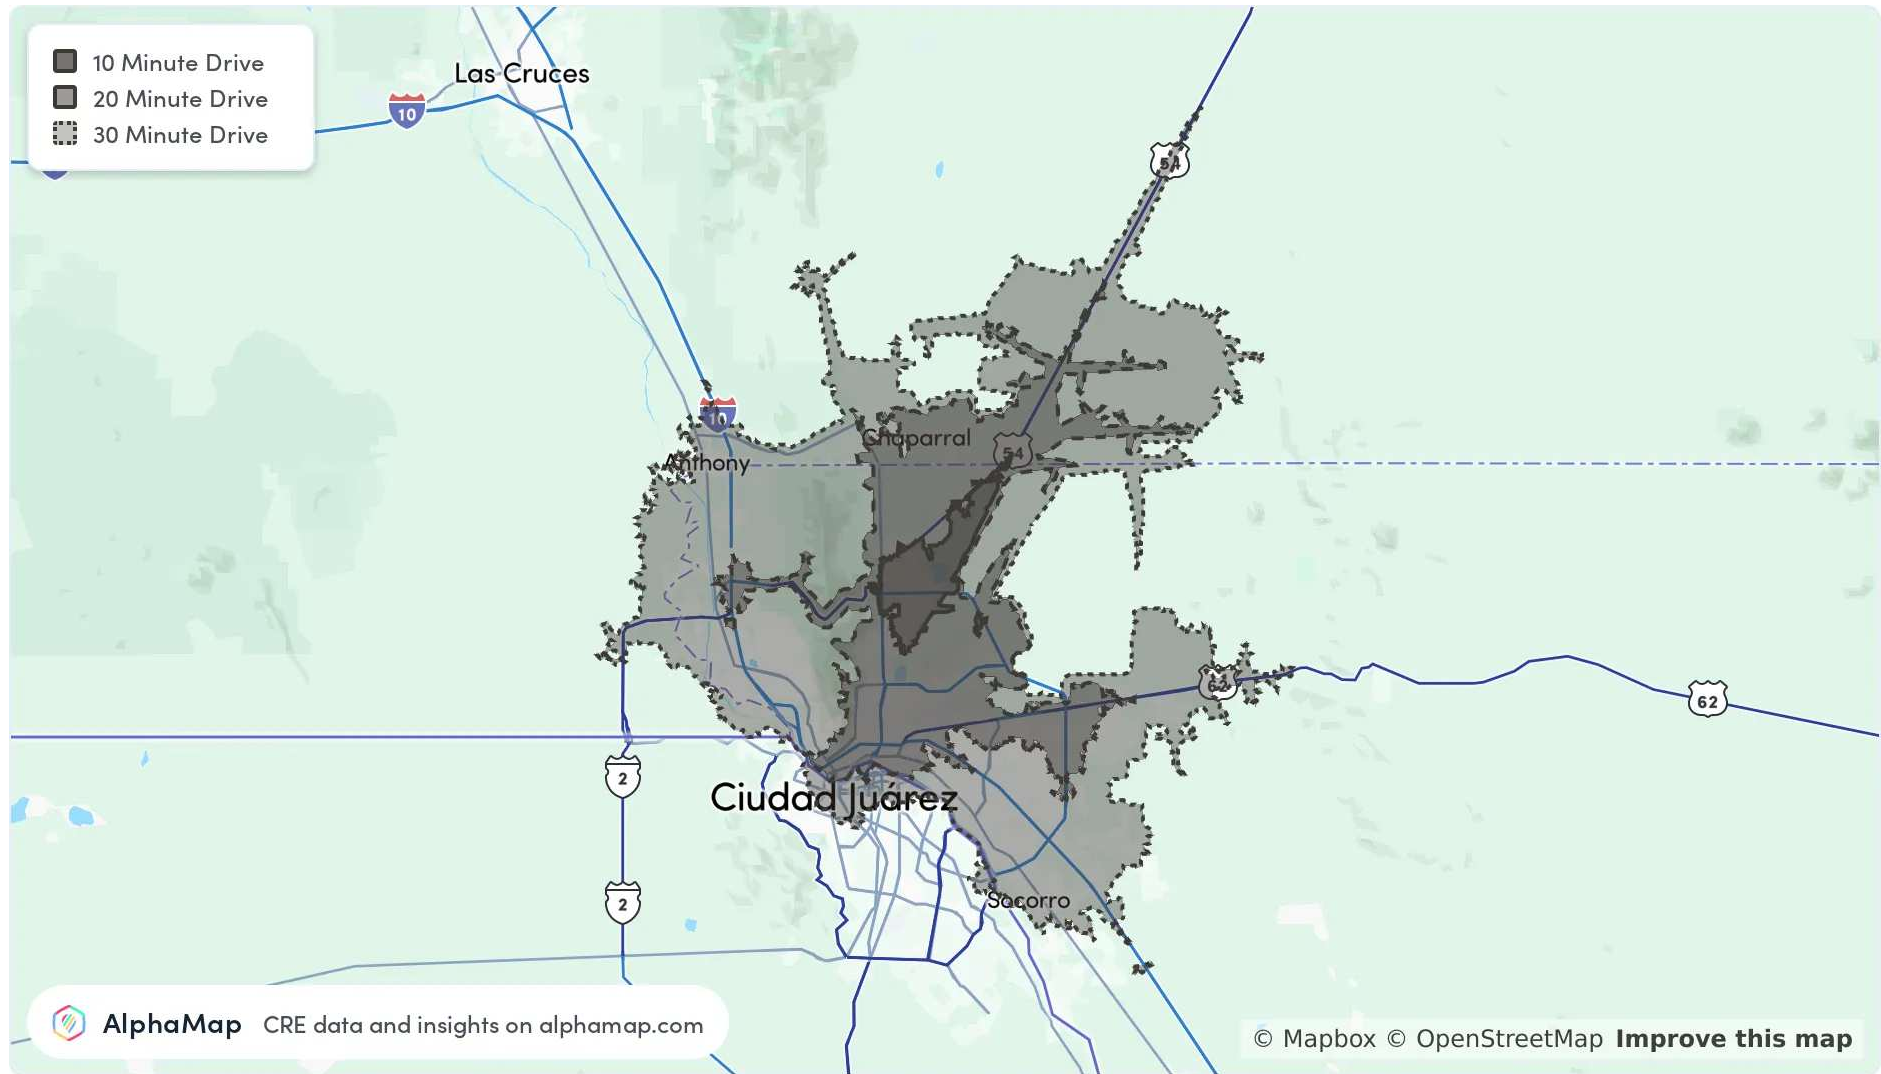 10 Minute Drive
20 Minute Drive
30 Minute Drive
Las Cruces
10
54
10
Chaparral
54
Anthony
62
62
2
Ciudad Juárez
2
Socorro
AlphaMap CRE data and insights on alphamap.com
© Mapbox © OpenStreetMap Improve this map